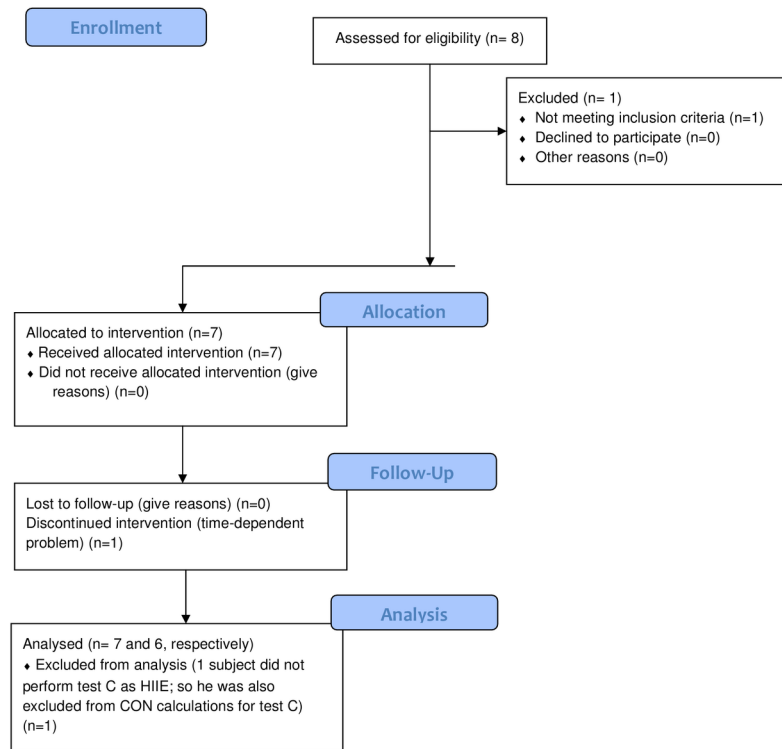 Enrollment
Assessed for eligibility (n= 8)
Excluded (n= 1)
♦ Not meeting inclusion criteria (n=1)
♦ Declined to participate (n=0)
♦ Other reasons (n=0)
Allocation
Allocated to intervention (n=7)
♦ Received allocated intervention (n=7)
♦ Did not receive allocated intervention (give
reasons) (n=0)
Follow-Up
Lost to follow-up (give reasons) (n=0)
Discontinued intervention (time-dependent
problem) (n=1)
Analysis
Analysed (n= 7 and 6, respectively)
♦ Excluded from analysis (1 subject did not
perform test C as HIIE; so he was also
excluded from CON calculations for test C)
(n=1)